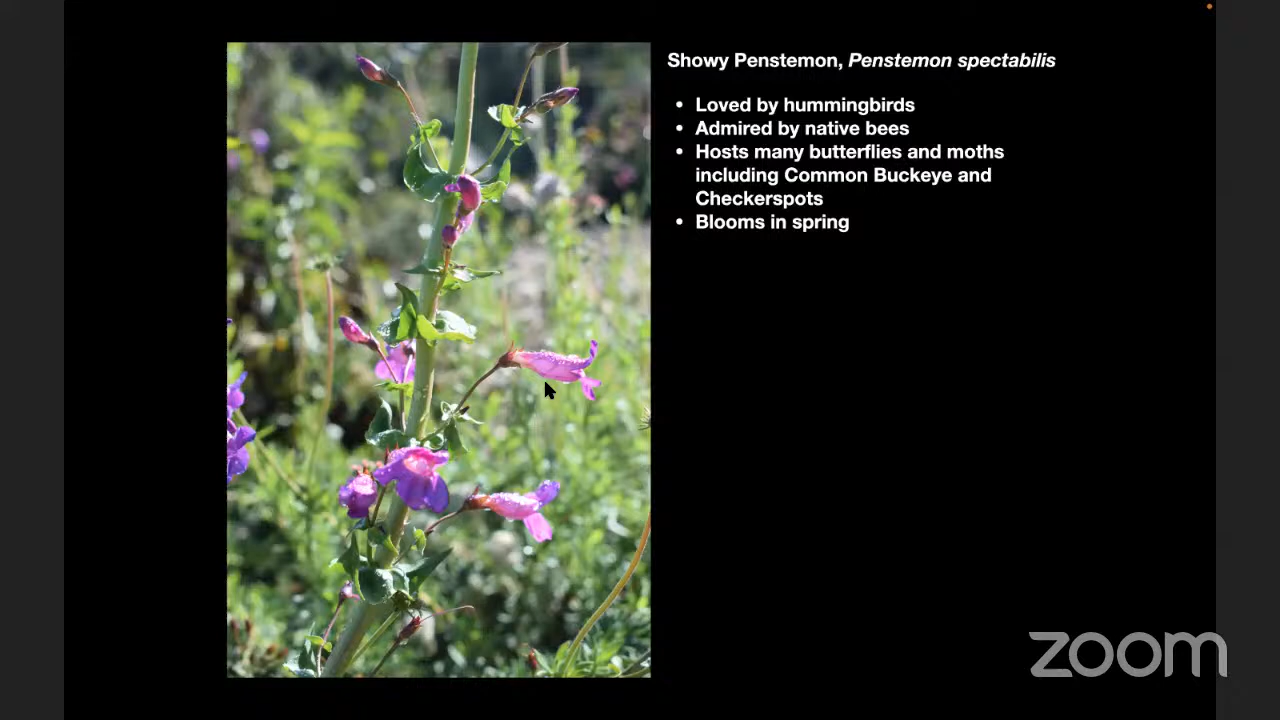 Showy Penstemon, Penstemon spectabilis
• Loved by hummingbirds
• Admired by native bees
• Hosts many butterflies and moths
including Common Buckeye and
Checkerspots
• Blooms in spring
zoom